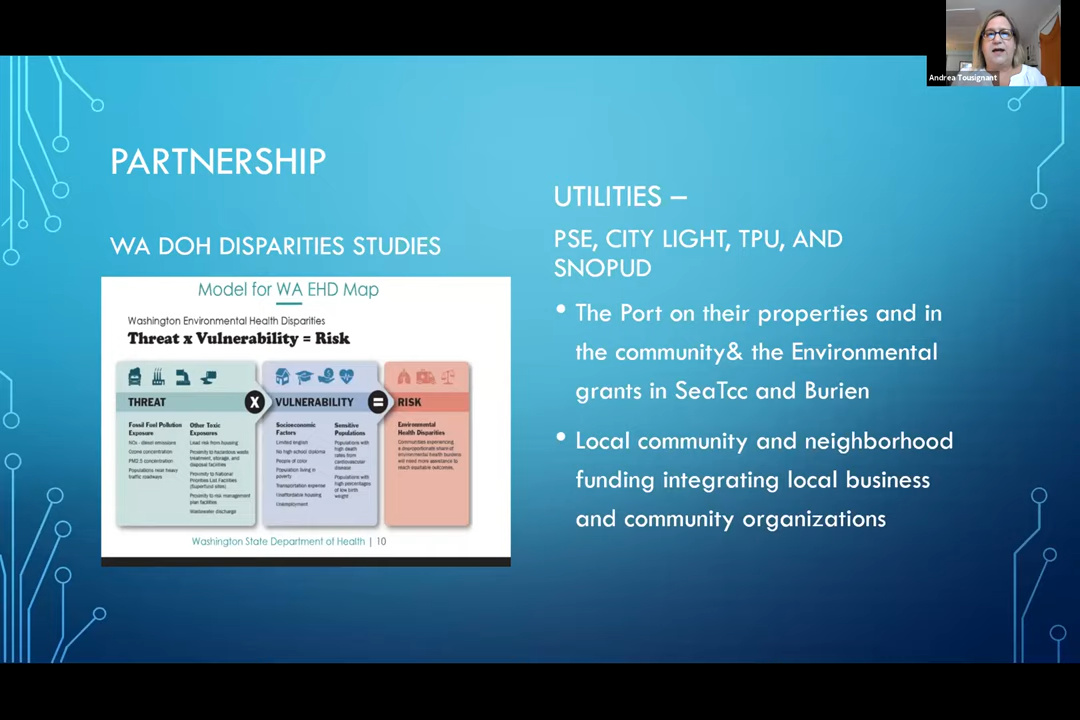 Andrea Tousignant
PARTNERSHIP
WA DOH DISPARITIES STUDIES
Model for WA EHD Map
Washington Environmental Health Disparities
Threat x Vulnerability = Risk
THREAT
X
VULNERABILITY
=
RISK
Fossil Fuel Pollution
Exposure
NOx - diesel emissions
Ozone concentration
PM2.5 concentration
Populations near heavy
traffic roadways
Other Toxic
Exposures
Lead risk from housing
Proximity to hazardous waste
treatment, storage, and
disposal facilities
Proximity to National
Priorities List Facilities
(Superfund sites)
Proximity to risk management
plan facilities
Wastewater discharge
Socioeconomic
Factors
Limited English
No high school diploma
People of color
Population living in
poverty
Transportation expense
Unaffordable housing
Unemployment
Sensitive
Populations
Populations with
high death
rates from
cardiovascular
disease
Populations with
high percentages
of low birth
weight
Environmental
Health Disparities
Communities experiencing
a disproportionate share of
environmental health burdens
will need more assistance to
reach equitable outcomes.
Washington State Department of Health | 10
UTILITIES –
PSE, CITY LIGHT, TPU, AND
SNOPUD
• The Port on their properties and in
the community& the Environmental
grants in SeaTcc and Burien
• Local community and neighborhood
funding integrating local business
and community organizations